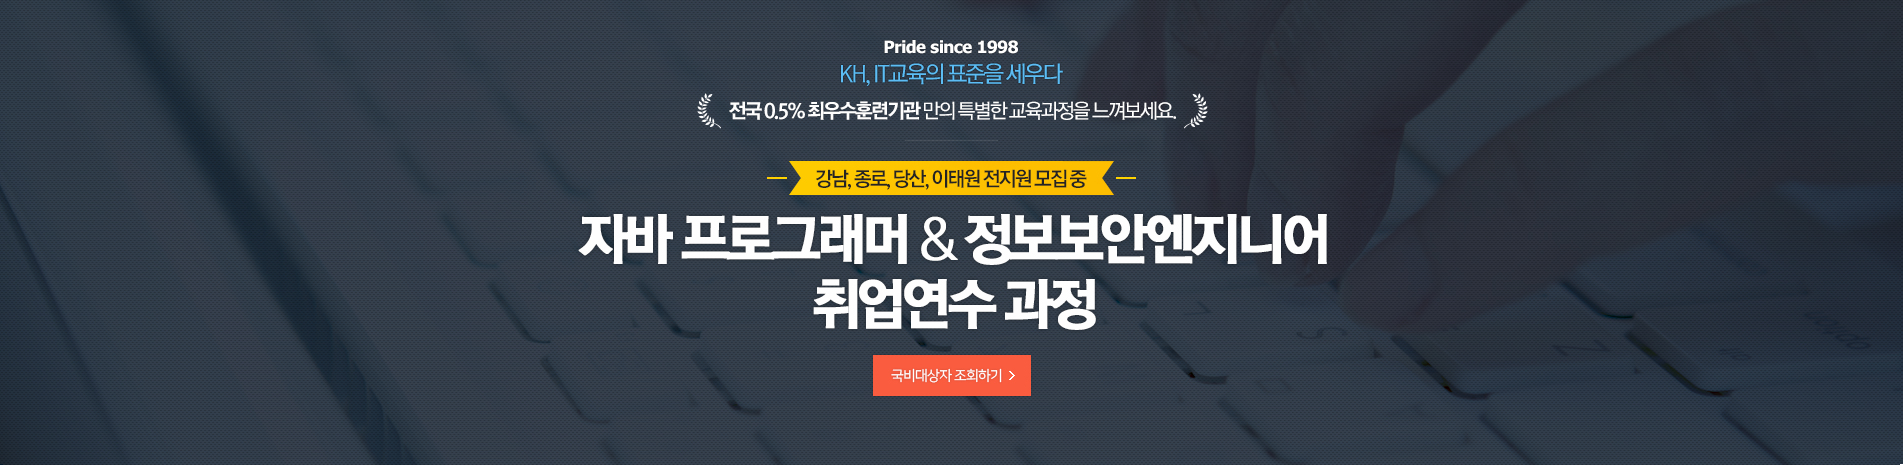 Pride since 1998
KH, IT교육의 표준을 세우다
전국 0.5% 최우수훈련기관 만의 특별한 교육과정을 느껴보세요.
강남, 종로, 당산, 이태원 전지원 모집 중
자바 프로그래머 & 정보보안엔지니어
취업연수 과정
국비대상자 조회하기 >